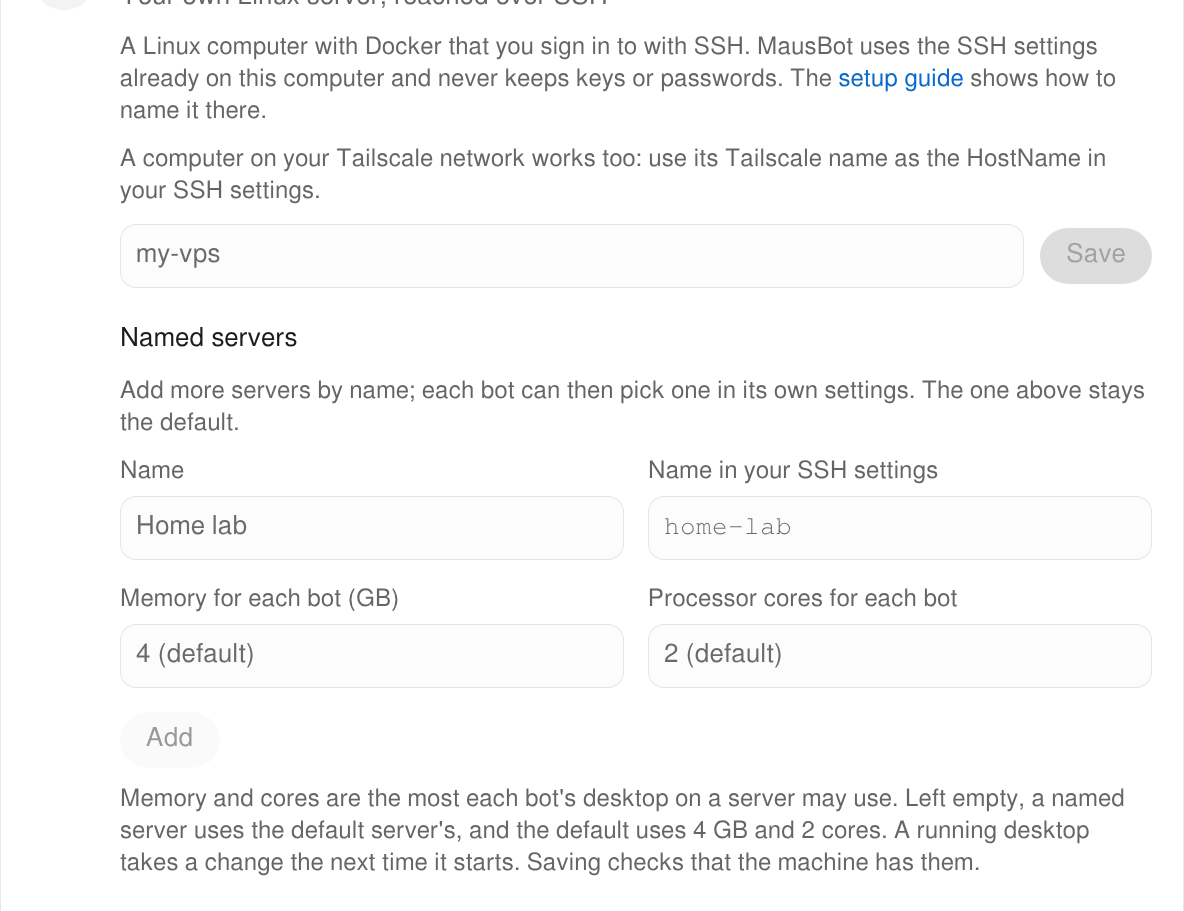 Your own Linux server, reached over SSH
A Linux computer with Docker that you sign in to with SSH. MausBot uses the SSH settings
already on this computer and never keeps keys or passwords. The setup guide shows how to
name it there.
A computer on your Tailscale network works too: use its Tailscale name as the HostName in
your SSH settings.
my-vps
Save
Named servers
Add more servers by name; each bot can then pick one in its own settings. The one above stays
the default.
Name
Name in your SSH settings
Home lab
home-lab
Memory for each bot (GB)
Processor cores for each bot
4 (default)
2 (default)
Add
Memory and cores are the most each bot's desktop on a server may use. Left empty, a named
server uses the default server's, and the default uses 4 GB and 2 cores. A running desktop
takes a change the next time it starts. Saving checks that the machine has them.